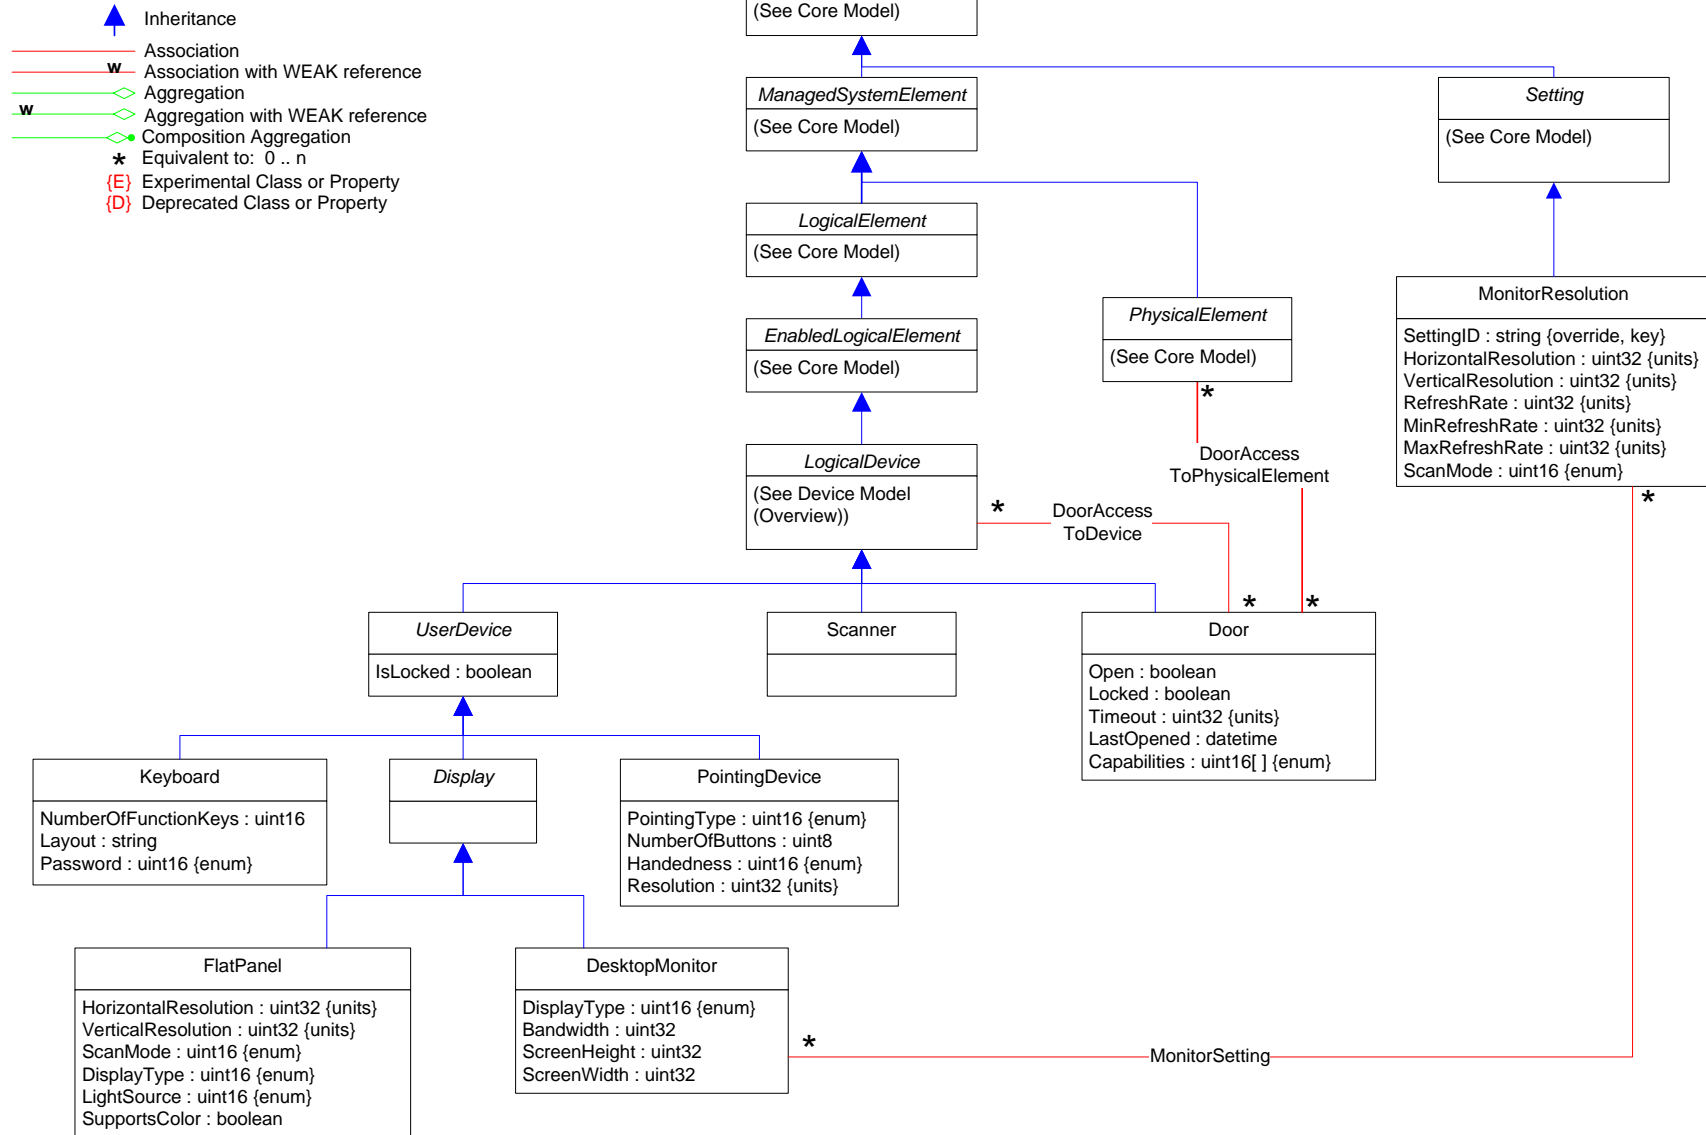 Inheritance
Association
w
Association with WEAK reference
Aggregation
w
Aggregation with WEAK reference
Composition Aggregation
* Equivalent to: 0 .. n
{E} Experimental Class or Property
{D} Deprecated Class or Property
(See Core Model)
ManagedSystemElement
(See Core Model)
Setting
(See Core Model)
LogicalElement
(See Core Model)
EnabledLogicalElement
(See Core Model)
PhysicalElement
(See Core Model)
*
MonitorResolution
SettingID : string {override, key}
HorizontalResolution : uint32 {units}
VerticalResolution : uint32 {units}
RefreshRate : uint32 {units}
MinRefreshRate : uint32 {units}
MaxRefreshRate : uint32 {units}
ScanMode : uint16 {enum}
*
DoorAccess
ToPhysicalElement
LogicalDevice
(See Device Model
(Overview))
*
DoorAccess
ToDevice
*
*
UserDevice
IsLocked : boolean
Scanner
Door
Open : boolean
Locked : boolean
Timeout : uint32 {units}
LastOpened : datetime
Capabilities : uint16[ ] {enum}
Keyboard
NumberOfFunctionKeys : uint16
Layout : string
Password : uint16 {enum}
Display
PointingDevice
PointingType : uint16 {enum}
NumberOfButtons : uint8
Handedness : uint16 {enum}
Resolution : uint32 {units}
FlatPanel
HorizontalResolution : uint32 {units}
VerticalResolution : uint32 {units}
ScanMode : uint16 {enum}
DisplayType : uint16 {enum}
LightSource : uint16 {enum}
SupportsColor : boolean
DesktopMonitor
DisplayType : uint16 {enum}
Bandwidth : uint32
ScreenHeight : uint32
ScreenWidth : uint32
*
MonitorSetting